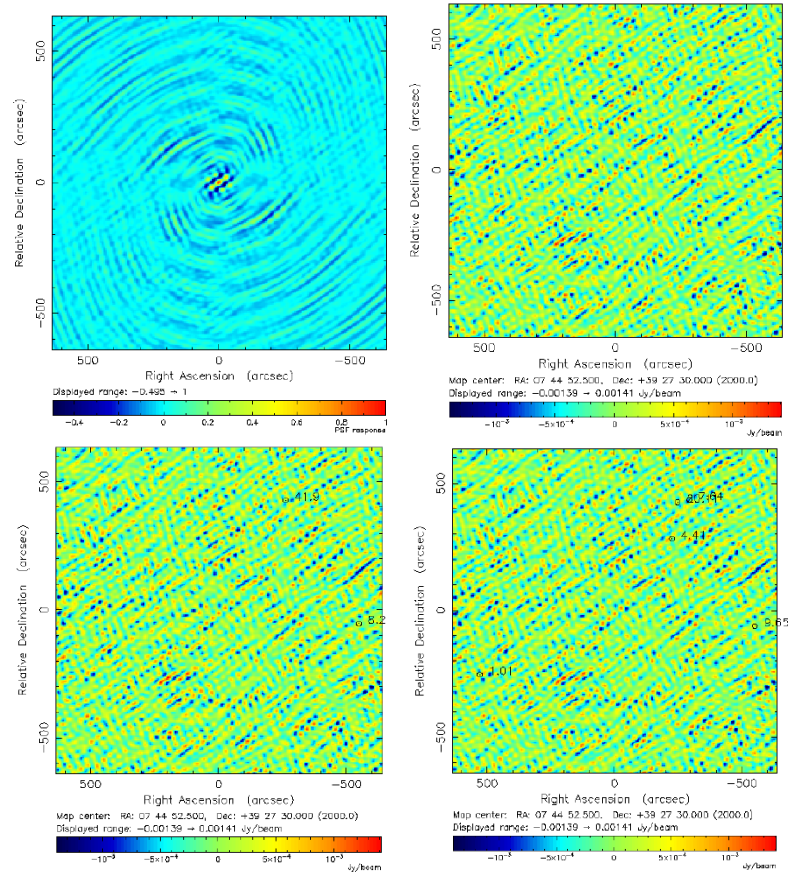 500
0
−500
Relative Declination (arcsec)
500 0 −500
Right Ascension (arcsec)
Displayed range: −0.495 → 1
−0.4 −0.2 0 0.2 0.4 0.6 0.8 1
PSF response
500
0
−500
Relative Declination (arcsec)
500 0 −500
Right Ascension (arcsec)
Map center: RA: 07 44 52.500, Dec: +39 27 30.000 (2000.0)
Displayed range: −0.00139 → 0.00141 Jy/beam
−10⁻³ −5×10⁻⁴ 0 5×10⁻⁴ 10⁻³
Jy/beam
500
0
−500
Relative Declination (arcsec)
41.9
8.2
500 0 −500
Right Ascension (arcsec)
Map center: RA: 07 44 52.500, Dec: +39 27 30.000 (2000.0)
Displayed range: −0.00139 → 0.00141 Jy/beam
−10⁻³ −5×10⁻⁴ 0 5×10⁻⁴ 10⁻³
Jy/beam
500
0
−500
Relative Declination (arcsec)
7.64
4.41
9.65
1.01
500 0 −500
Right Ascension (arcsec)
Map center: RA: 07 44 52.500, Dec: +39 27 30.000 (2000.0)
Displayed range: −0.00139 → 0.00141 Jy/beam
−10⁻³ −5×10⁻⁴ 0 5×10⁻⁴ 10⁻³
Jy/beam